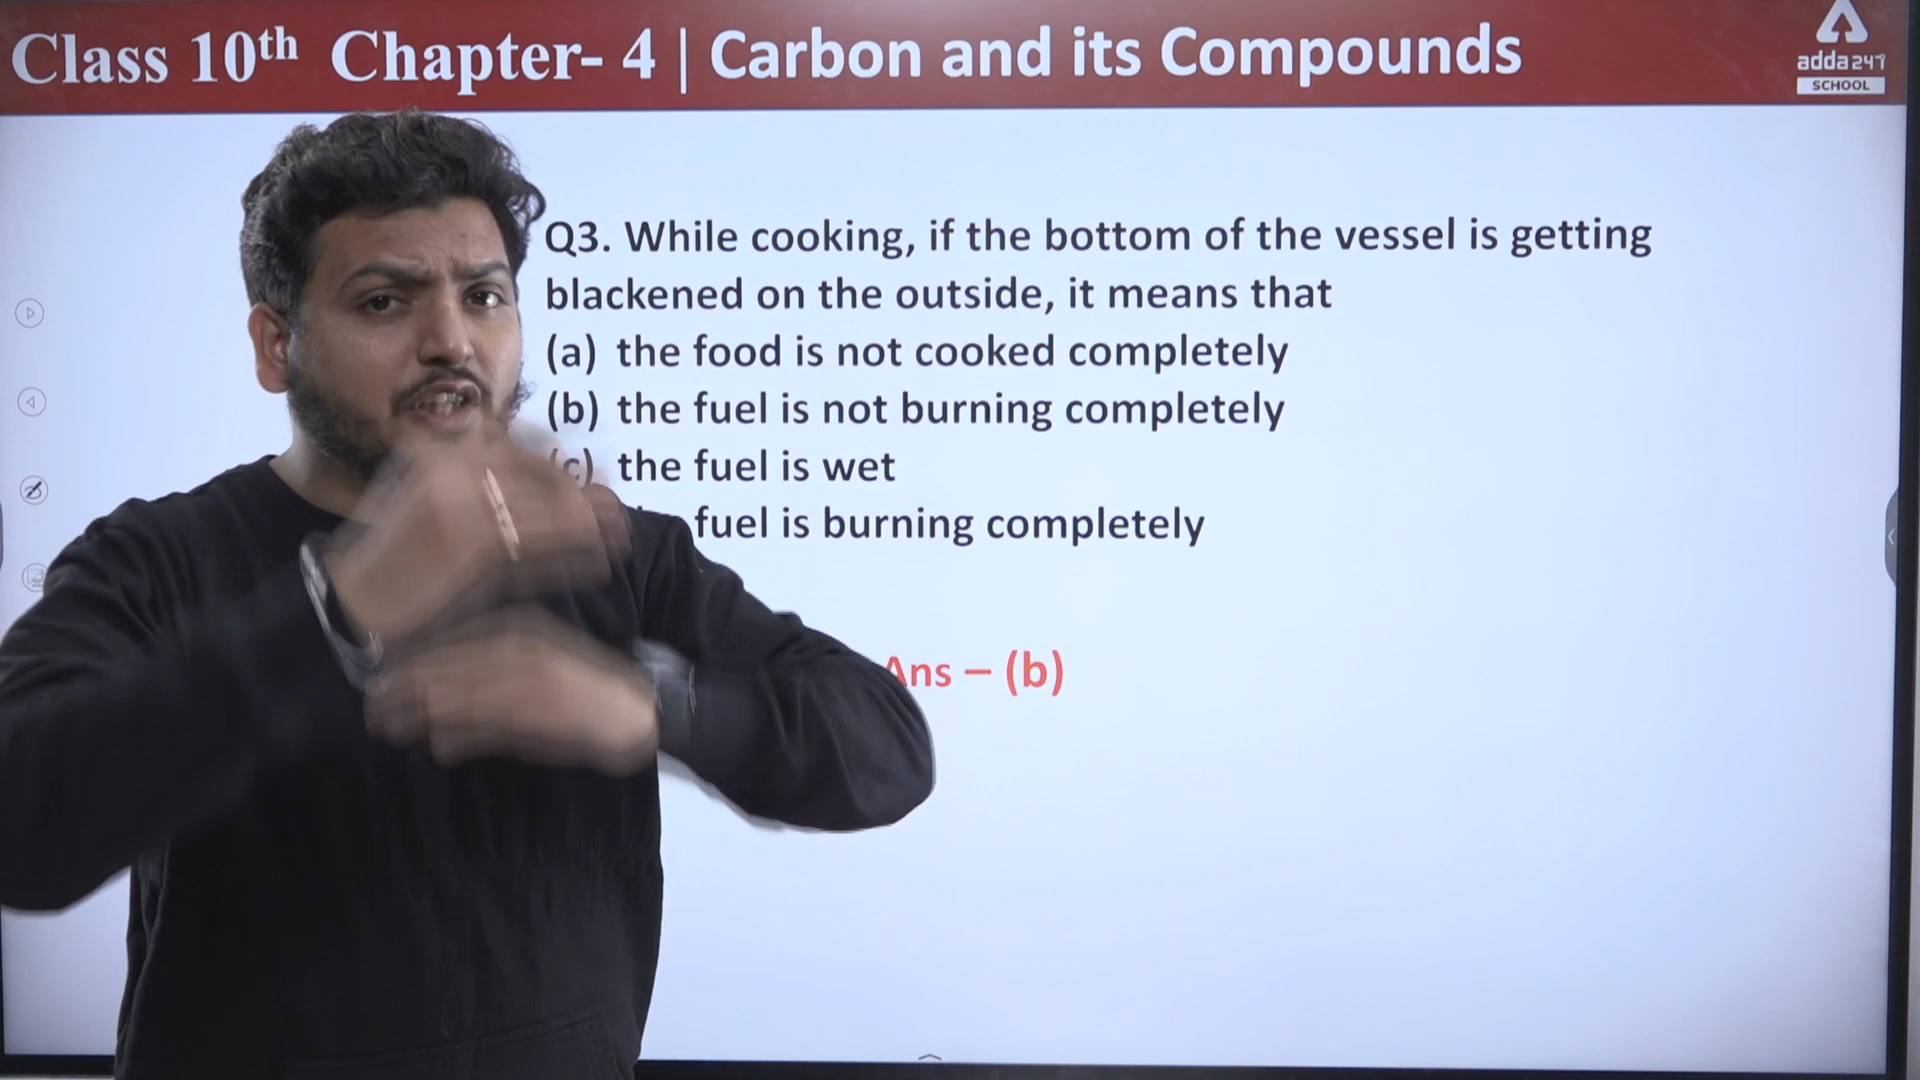 Class 10th Chapter- 4 | Carbon and its Compounds
adda247
SCHOOL
Q3. While cooking, if the bottom of the vessel is getting
blackened on the outside, it means that
(a) the food is not cooked completely
(b) the fuel is not burning completely
(c) the fuel is wet
fuel is burning completely
Ans – (b)